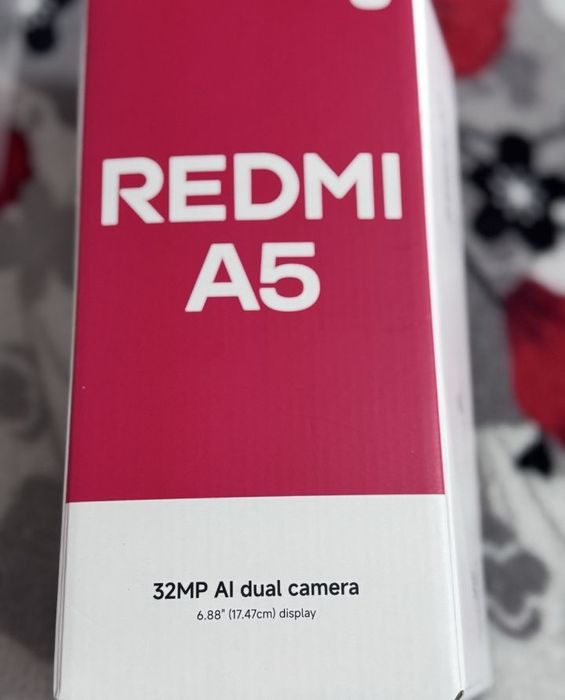 REDMI
A5
32MP AI dual camera
6.88" (17.47cm) display